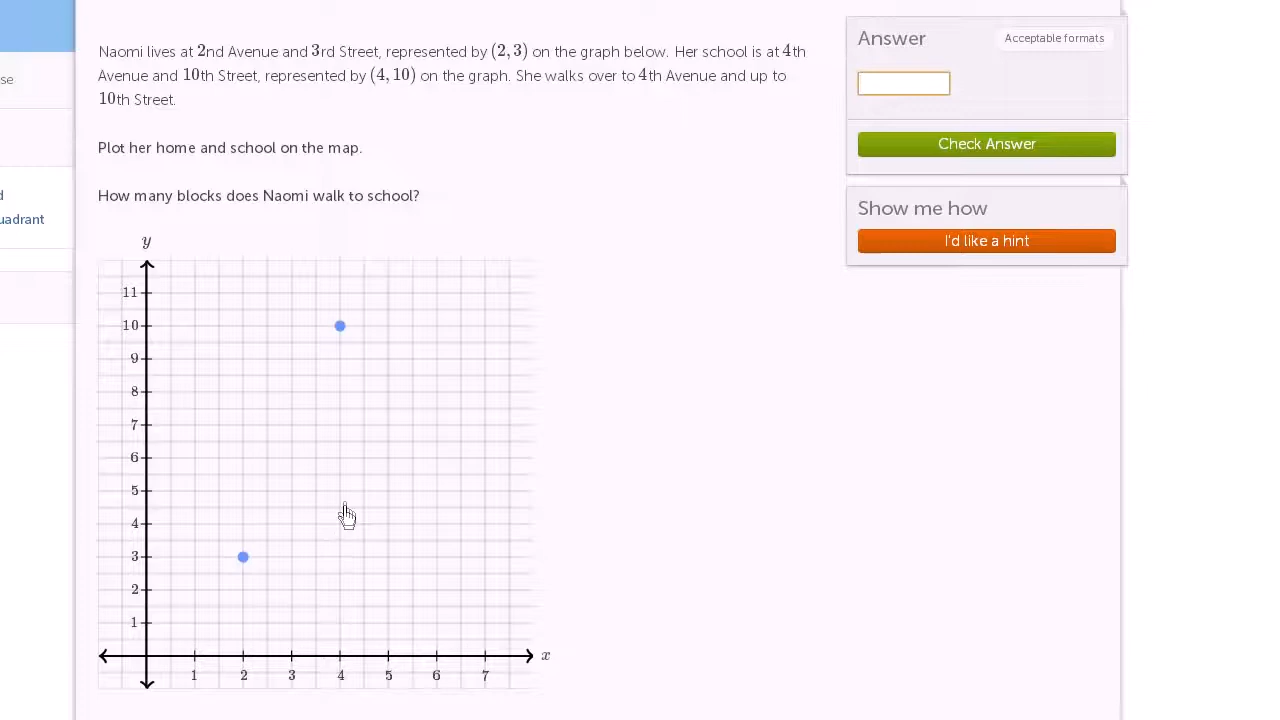 Naomi lives at 2nd Avenue and 3rd Street, represented by (2, 3) on the graph below. Her school is at 4th
Avenue and 10th Street, represented by (4, 10) on the graph. She walks over to 4th Avenue and up to
10th Street.
Plot her home and school on the map.
How many blocks does Naomi walk to school?
Answer
Acceptable formats
Check Answer
Show me how
I'd like a hint
se
d
uadrant
y
11
10
9
8
7
6
5
4
3
2
1
x
1 2 3 4 5 6 7